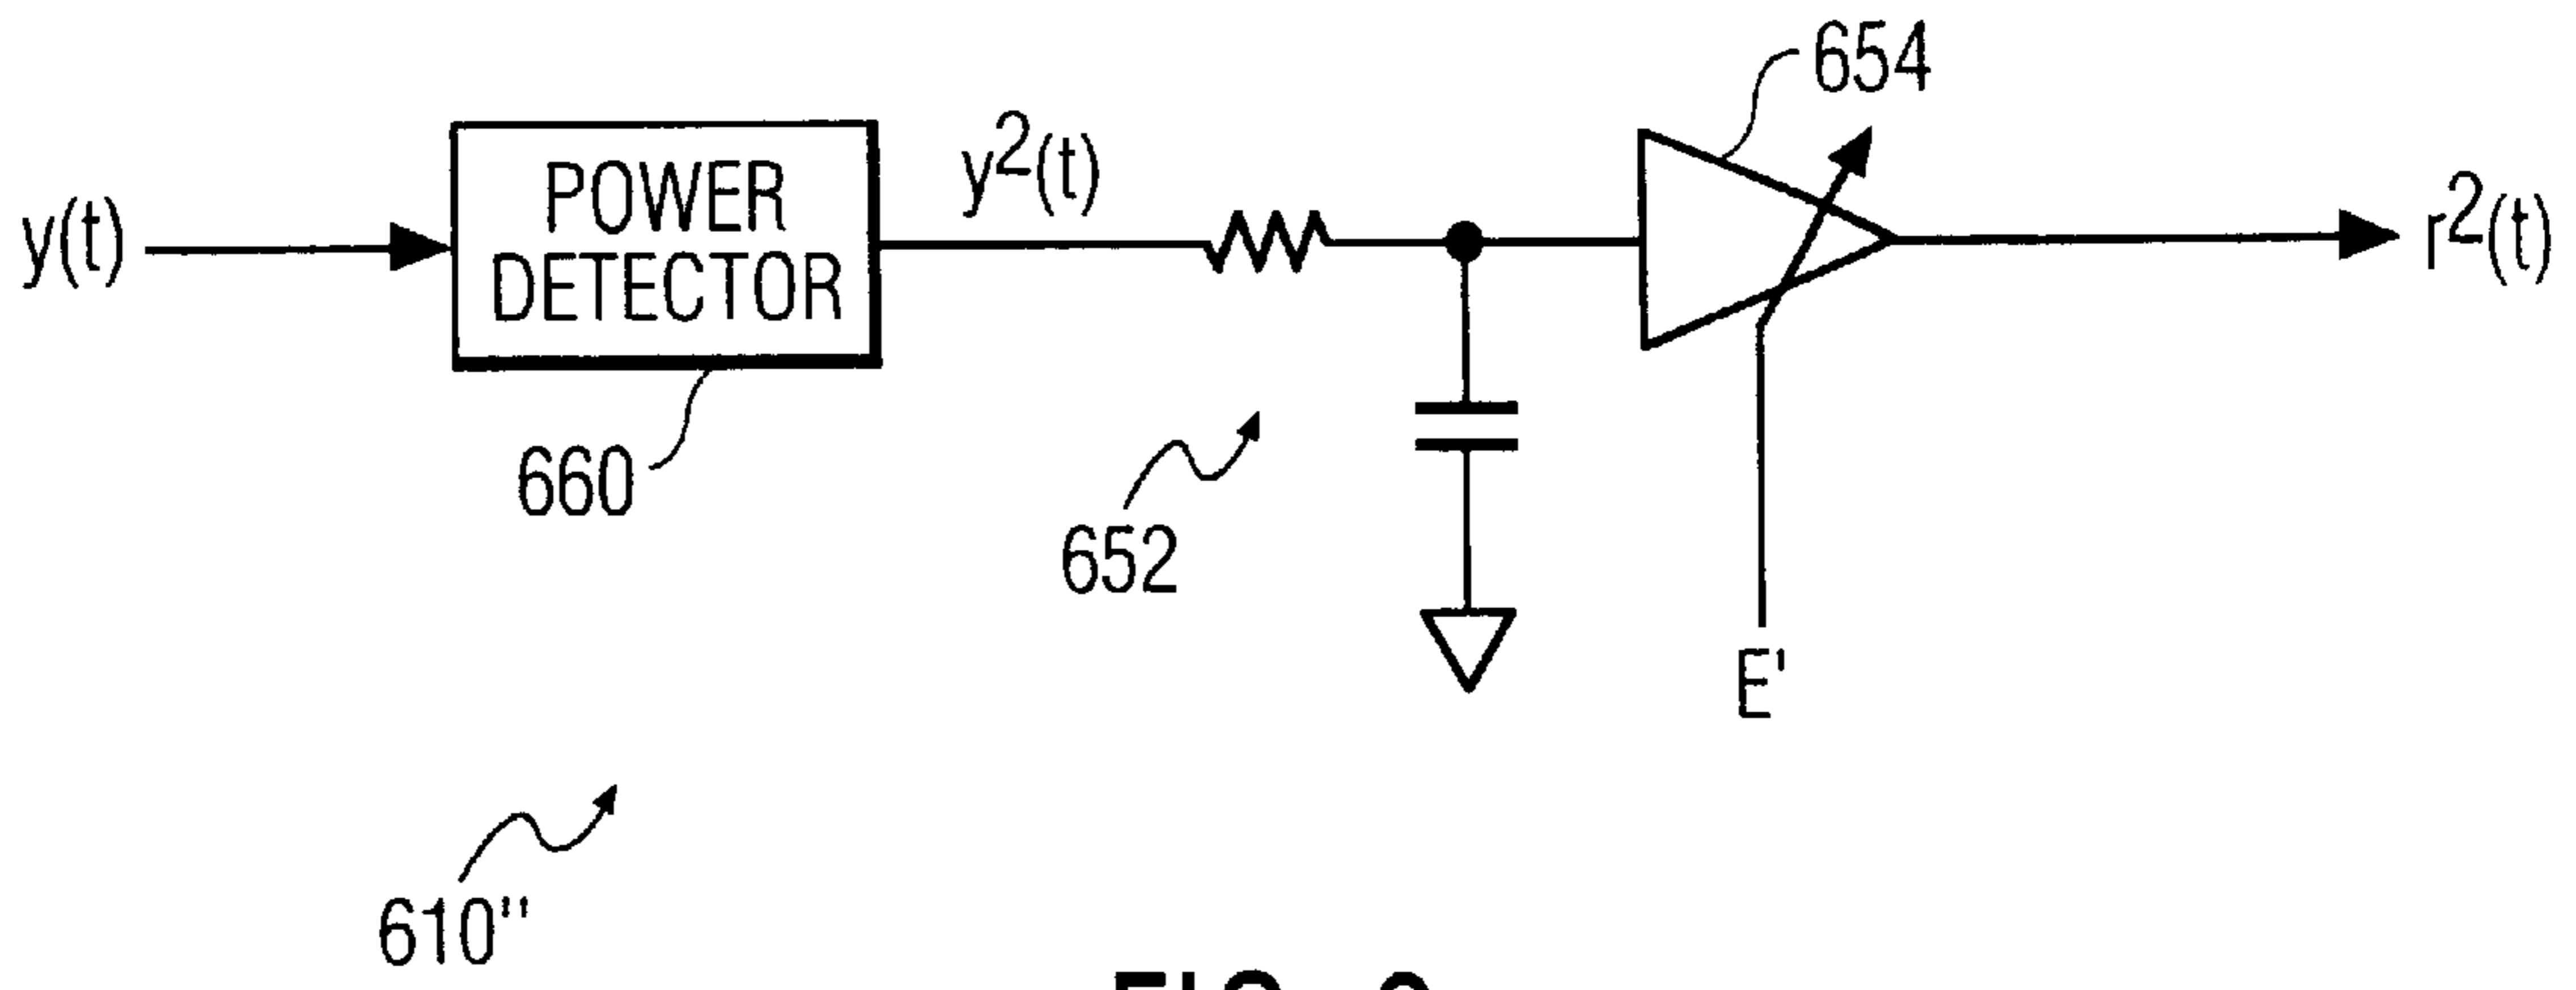 654
y(t)
POWER
DETECTOR
y²(t)
r²(t)
660
652
E'
610"